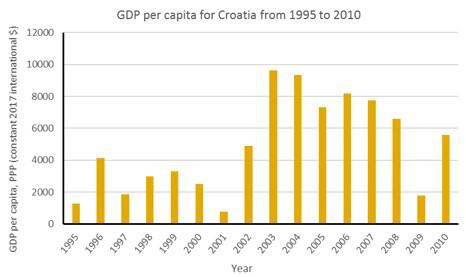 GDP per capita for Croatia from 1995 to 2010
GDP per capita, PPP (constant 2017 international $)
12000
10000
8000
6000
4000
2000
0
1995 1996 1997 1998 1999 2000 2001 2002 2003 2004 2005 2006 2007 2008 2009 2010
Year